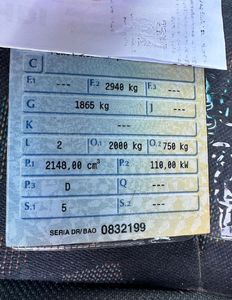 C
F.1 --- F.2 2940 kg F.3 ---
G 1865 kg J ---
K ---
L 2 O.1 2000 kg O.2 750 kg
P.1 2148,00 cm³ P.2 110,00 kW
P.3 D Q ---
S.1 5 S.2 ---
SERIA DR/BAO 0832199